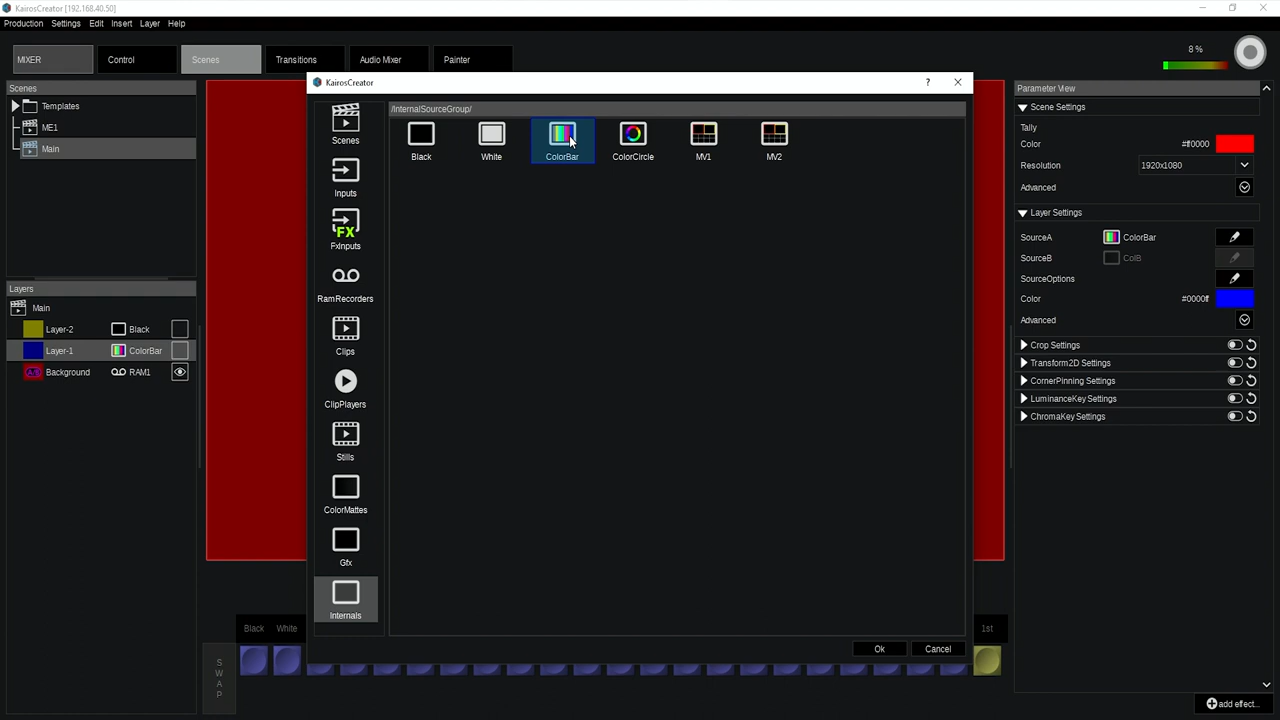 KairosCreator [192.168.40.50]
Production Settings Edit Insert Layer Help
MIXER Control Scenes Transitions Audio Mixer Painter
8 %
Scenes
Templates
ME1
Main
Layers
Main
Layer-2 Black
Layer-1 ColorBar
Background RAM1
A/B
KairosCreator
?
Scenes
Inputs
FX
FxInputs
RamRecorders
Clips
ClipPlayers
Stills
ColorMattes
Gfx
Internals
/InternalSourceGroup/
Black White ColorBar ColorCircle MV1 MV2
Ok Cancel
Black White 1st
SWAP
Parameter View
Scene Settings
Tally
Color #ff0000
Resolution 1920x1080
Advanced
Layer Settings
SourceA ColorBar
SourceB ColB
SourceOptions
Color #0000ff
Advanced
Crop Settings
Transform2D Settings
CornerPinning Settings
LuminanceKey Settings
ChromaKey Settings
add effect...